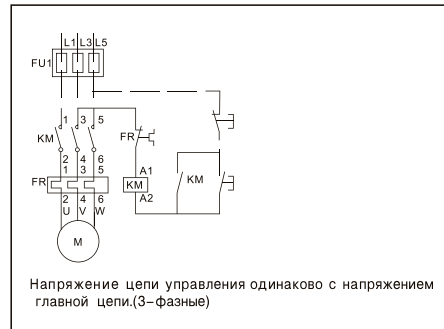 L1 L3 L5
FU1
1 3 5
KM
FR
2 4 6
1 3 5
A1
KM
A2
KM
FR
2 4 6
U V W
M
Напряжение цепи управления одинаково с напряжением
главной цепи.(3-фазные)